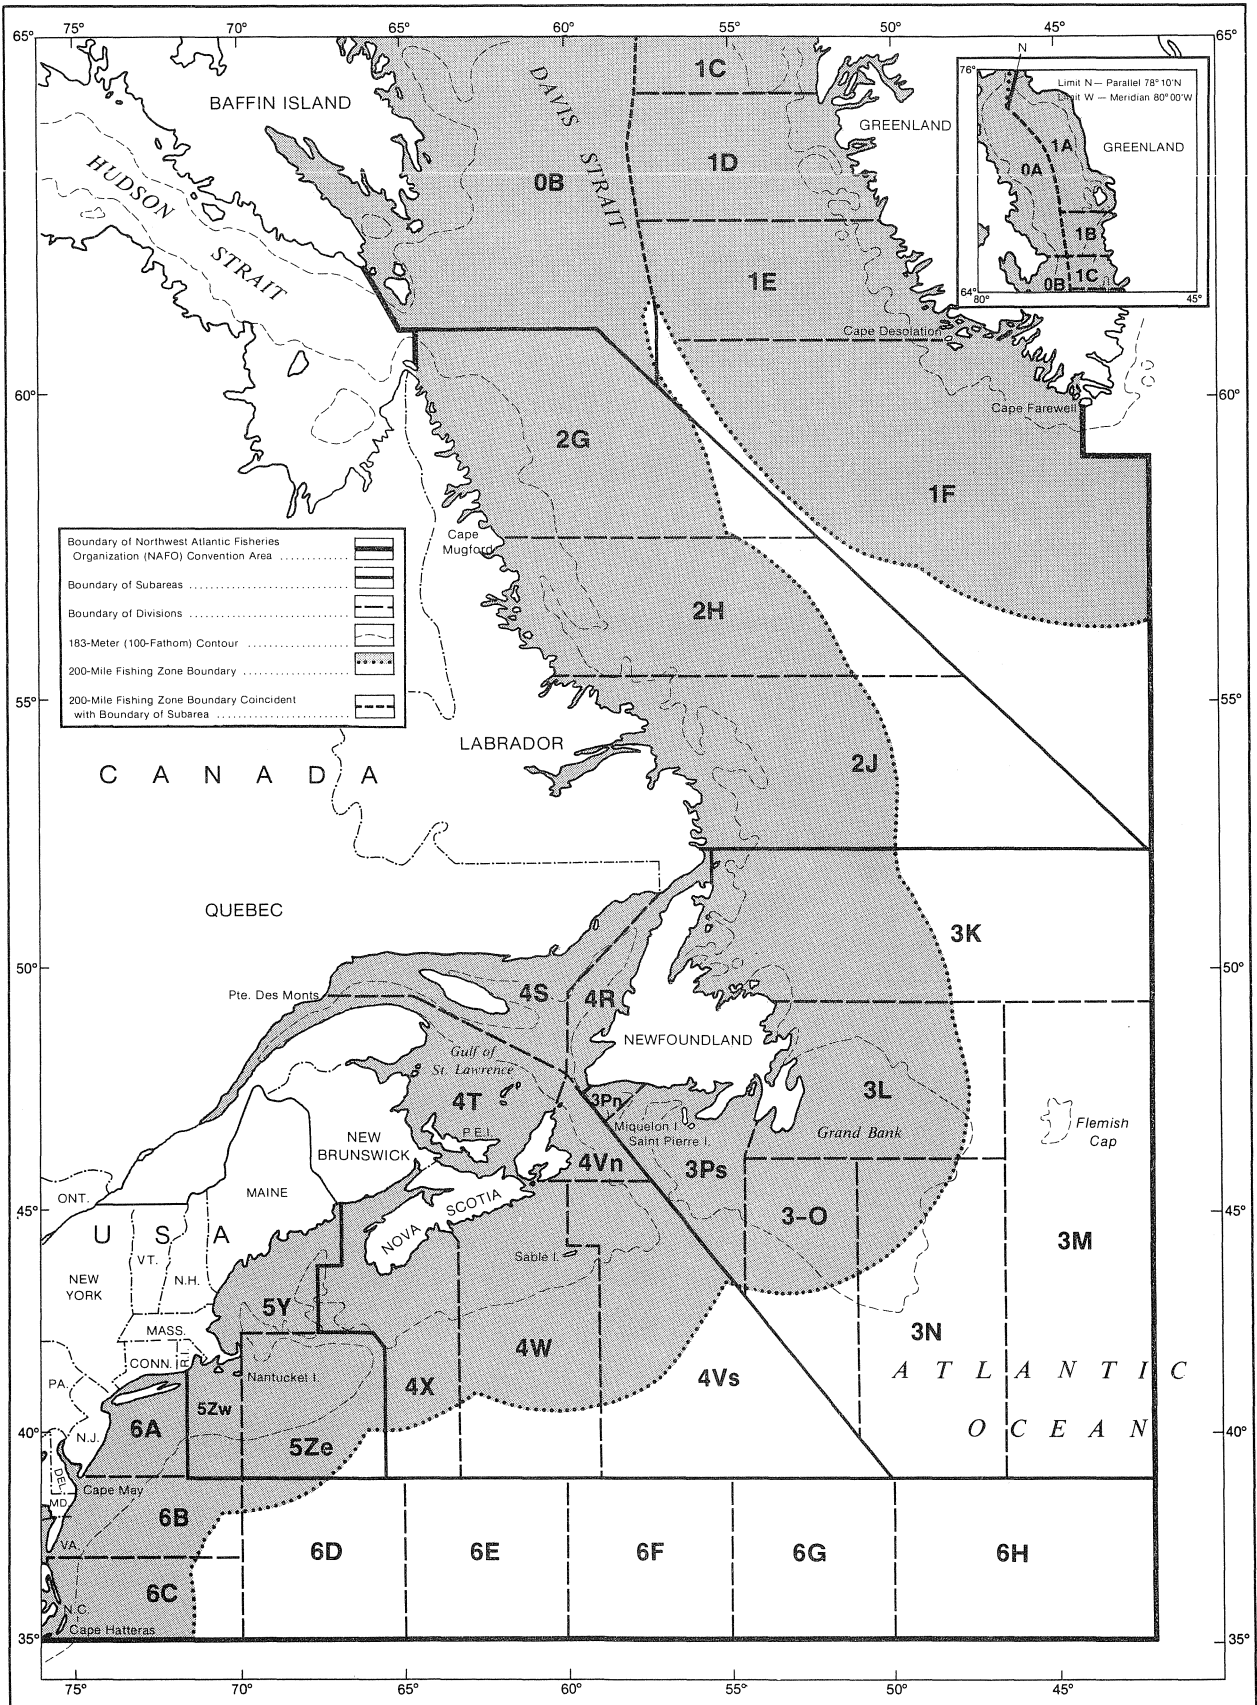 75° 70° 65° 60° 55° 50° 45°
65° 65°
N
76°
Limit N — Parallel 78° 10'N
Limit W — Meridian 80° 00'W
1A
GREENLAND
0A
1B
1C
0B
64°
80° 45°
BAFFIN ISLAND
DAVIS STRAIT
1C
GREENLAND
HUDSON STRAIT
0B
1D
1E
Cape Desolation
60° 60°
Cape Farewell
2G
1F
Cape
Mugford
Boundary of Northwest Atlantic Fisheries
Organization (NAFO) Convention Area ............
Boundary of Subareas ............
Boundary of Divisions ............
183-Meter (100-Fathom) Contour ............
200-Mile Fishing Zone Boundary ............
200-Mile Fishing Zone Boundary Coincident
with Boundary of Subarea ............
2H
55° 55°
LABRADOR
CANADA
2J
QUEBEC
3K
50° 50°
Pte. Des Monts
4S
4R
NEWFOUNDLAND
Gulf of
St. Lawrence
4T
3Pn
3L
Miquelon I.
Saint Pierre I.
Grand Bank
Flemish
Cap
P.E.I.
NEW
BRUNSWICK
4Vn
3Ps
ONT.
MAINE
NOVA SCOTIA
45° 45°
3-O
3M
U S A
VT.
N.H.
Sable I.
NEW
YORK
5Y
MASS.
3N
4W
CONN.
R.I.
Nantucket I.
PA.
4X
4Vs
ATLANTIC
OCEAN
5Zw
6A
N.J.
5Ze
40° 40°
DEL.
Cape May
MD.
6B
VA.
6D
6E
6F
6G
6H
6C
N.C.
Cape Hatteras
35° 35°
75° 70° 65° 60° 55° 50° 45°